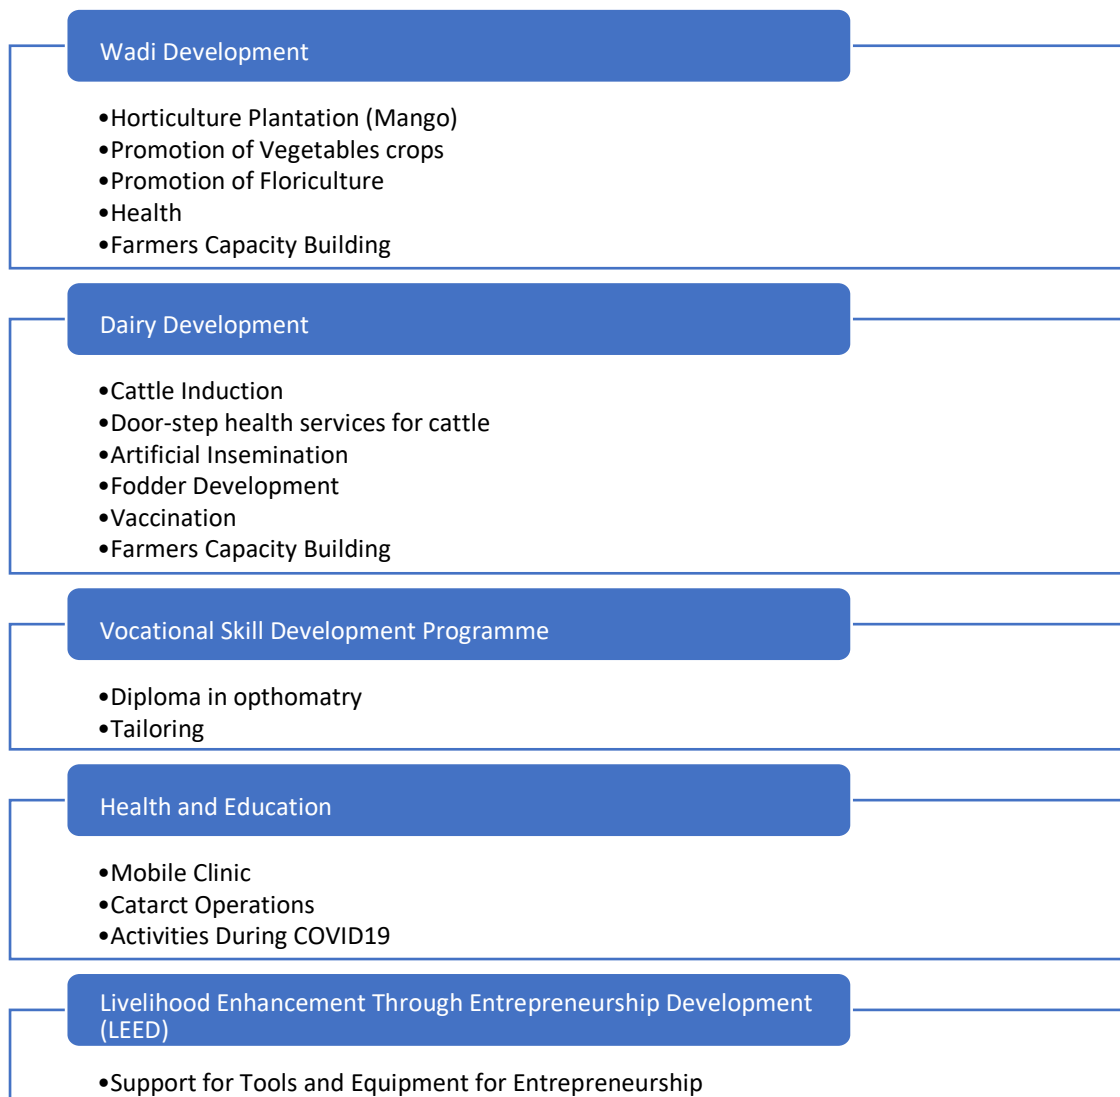 Wadi Development
•Horticulture Plantation (Mango)
•Promotion of Vegetables crops
•Promotion of Floriculture
•Health
•Farmers Capacity Building
Dairy Development
•Cattle Induction
•Door-step health services for cattle
•Artificial Insemination
•Fodder Development
•Vaccination
•Farmers Capacity Building
Vocational Skill Development Programme
•Diploma in opthomatry
•Tailoring
Health and Education
•Mobile Clinic
•Catarct Operations
•Activities During COVID19
Livelihood Enhancement Through Entrepreneurship Development
(LEED)
•Support for Tools and Equipment for Entrepreneurship